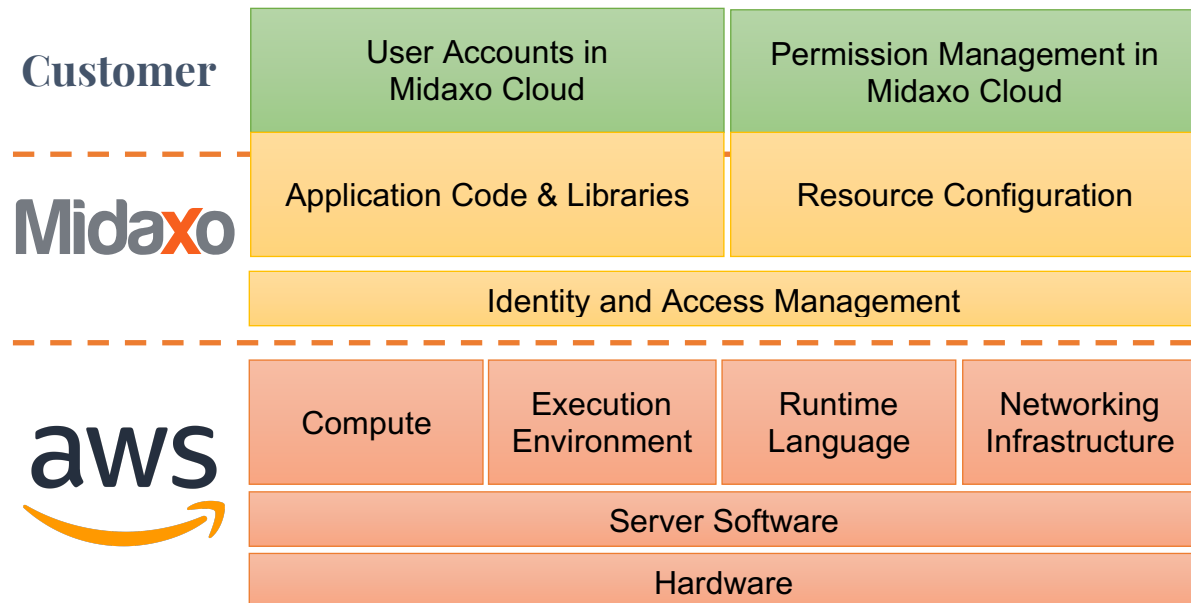 Customer
User Accounts in
Midaxo Cloud
Permission Management in
Midaxo Cloud
Midaxo
Application Code & Libraries
Resource Configuration
Identity and Access Management
aws
Compute
Execution
Environment
Runtime
Language
Networking
Infrastructure
Server Software
Hardware